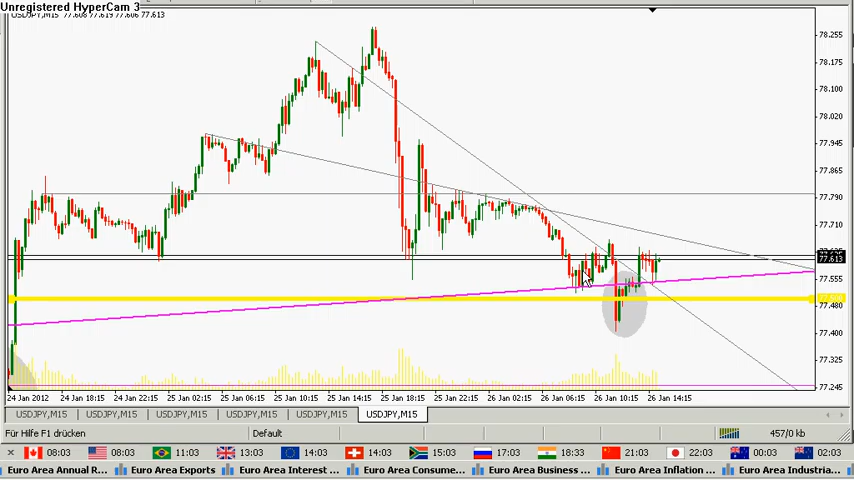 Unregistered HyperCam 3
USDJPY,M15 77.608 77.619 77.606 77.613
78.255
78.175
78.100
78.020
77.945
77.865
77.790
77.710
77.613
77.555
77.480
77.400
77.325
77.245
24 Jan 2012 24 Jan 18:15 24 Jan 22:15 25 Jan 02:15 25 Jan 06:15 25 Jan 10:15 25 Jan 14:15 25 Jan 18:15 25 Jan 22:15 26 Jan 02:15 26 Jan 06:15 26 Jan 10:15 26 Jan 14:15
USDJPY,M15 USDJPY,M15 USDJPY,M15 USDJPY,M15 USDJPY,M15 USDJPY,M15
Für Hilfe F1 drücken Default 457/0 kb
08:03 08:03 11:03 13:03 14:03 14:03 15:03 17:03 18:33 21:03 22:03 00:03 02:03
Euro Area Annual R... Euro Area Exports Euro Area Interest ... Euro Area Consume... Euro Area Business ... Euro Area Inflation ... Euro Area Industria...